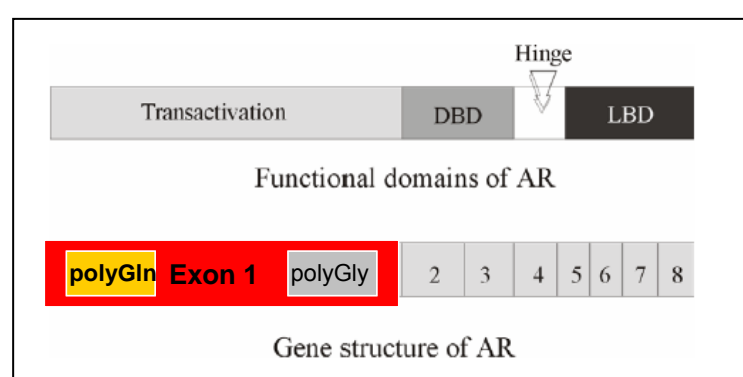 Hinge
Transactivation DBD LBD
Functional domains of AR
polyGln Exon 1 polyGly 2 3 4 5 6 7 8
Gene structure of AR